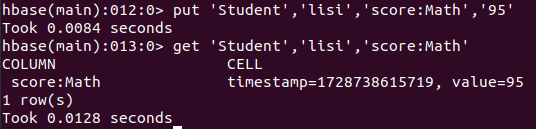 hbase(main):012:0> put 'Student','lisi','score:Math','95'
Took 0.0084 seconds
hbase(main):013:0> get 'Student','lisi','score:Math'
COLUMN                CELL
 score:Math           timestamp=1728738615719, value=95
1 row(s)
Took 0.0128 seconds